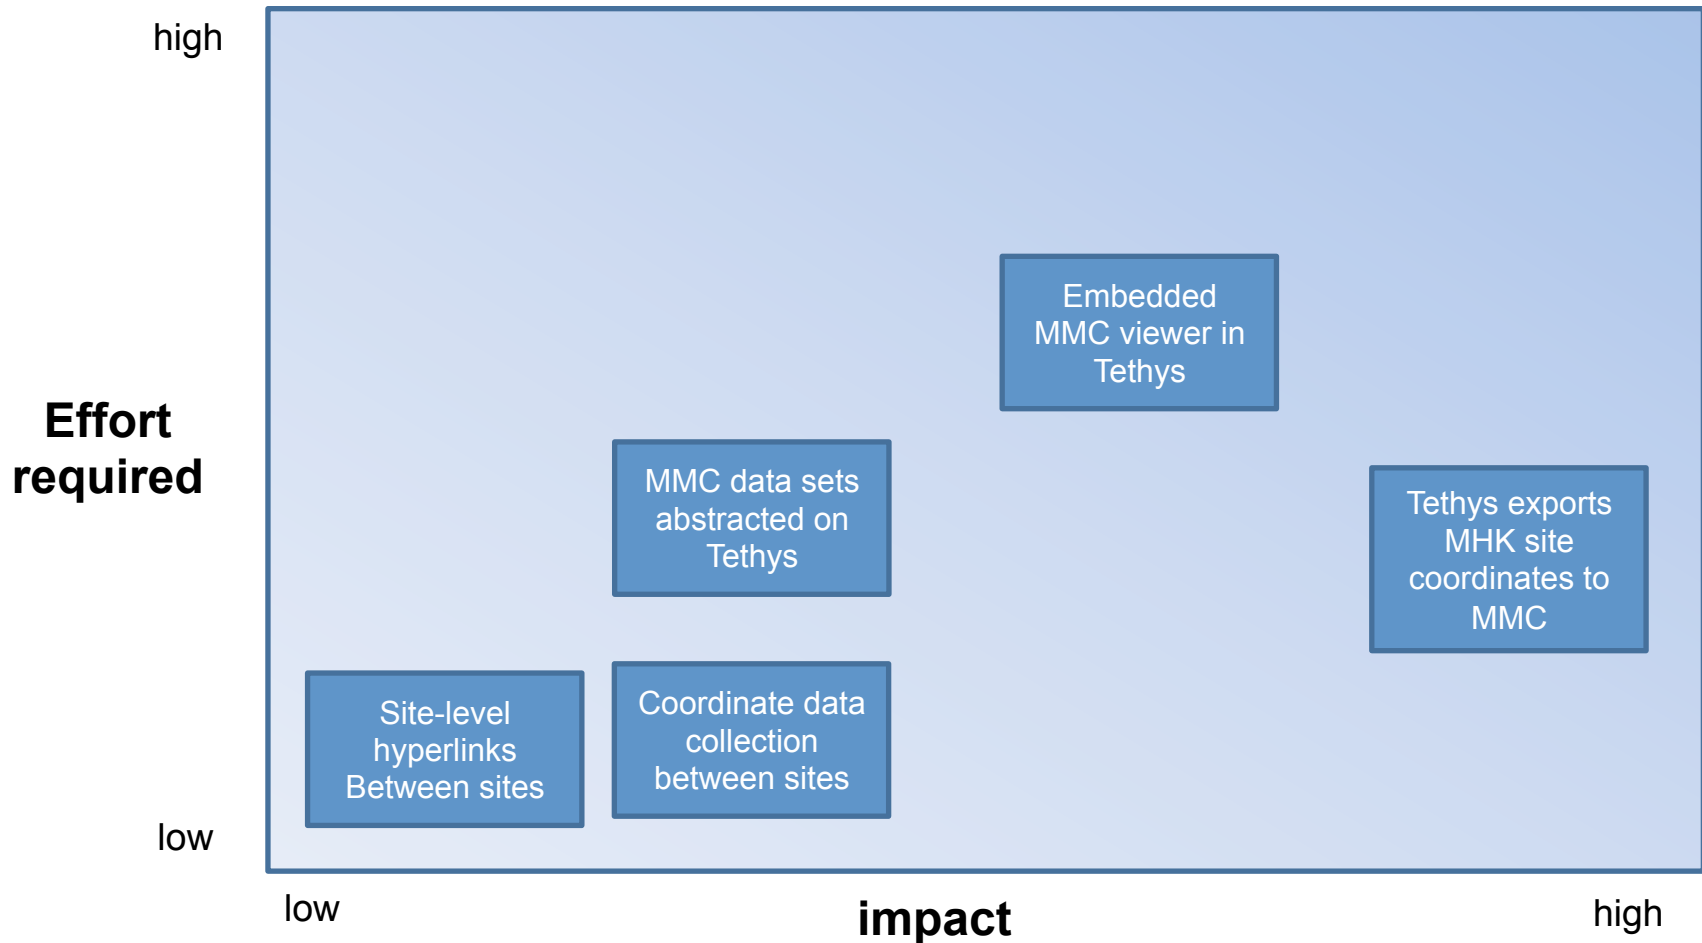 high
Embedded
MMC viewer in
Tethys
Effort
required
MMC data sets
abstracted on
Tethys
Tethys exports
MHK site
coordinates to
MMC
Site-level
hyperlinks
Between sites
Coordinate data
collection
between sites
low
low
impact
high